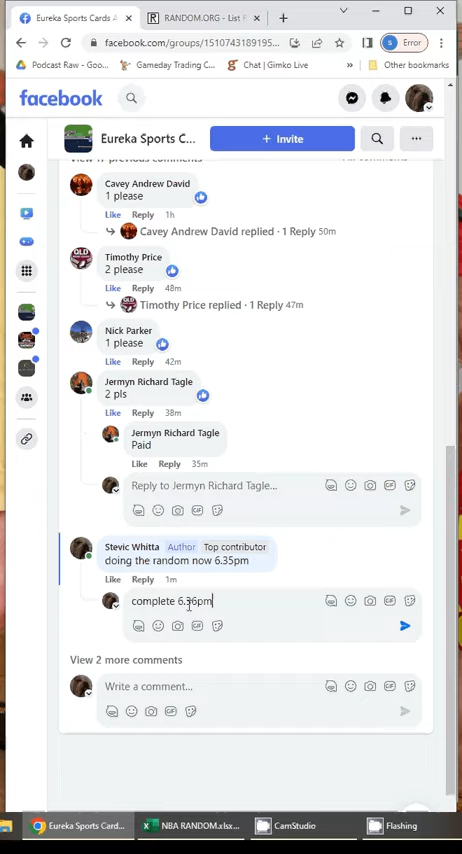 Eureka Sports Cards A
RANDOM.ORG - List R
facebook.com/groups/1510743189195...
S Error
Podcast Raw - Goo...
Gameday Trading C...
Chat | Gimko Live
»
Other bookmarks
facebook
Eureka Sports C...
+ Invite
View 17 previous comments
Cavey Andrew David
1 please
Like Reply 1h
Cavey Andrew David replied · 1 Reply 50m
Timothy Price
2 please
Like Reply 48m
Timothy Price replied · 1 Reply 47m
Nick Parker
1 please
Like Reply 42m
Jermyn Richard Tagle
2 pls
Like Reply 38m
Jermyn Richard Tagle
Paid
Like Reply 35m
Reply to Jermyn Richard Tagle...
Stevic Whitta Author Top contributor
doing the random now 6.35pm
Like Reply 1m
complete 6.36pm
View 2 more comments
Write a comment...
Eureka Sports Card...
NBA RANDOM.xlsx...
CamStudio
Flashing